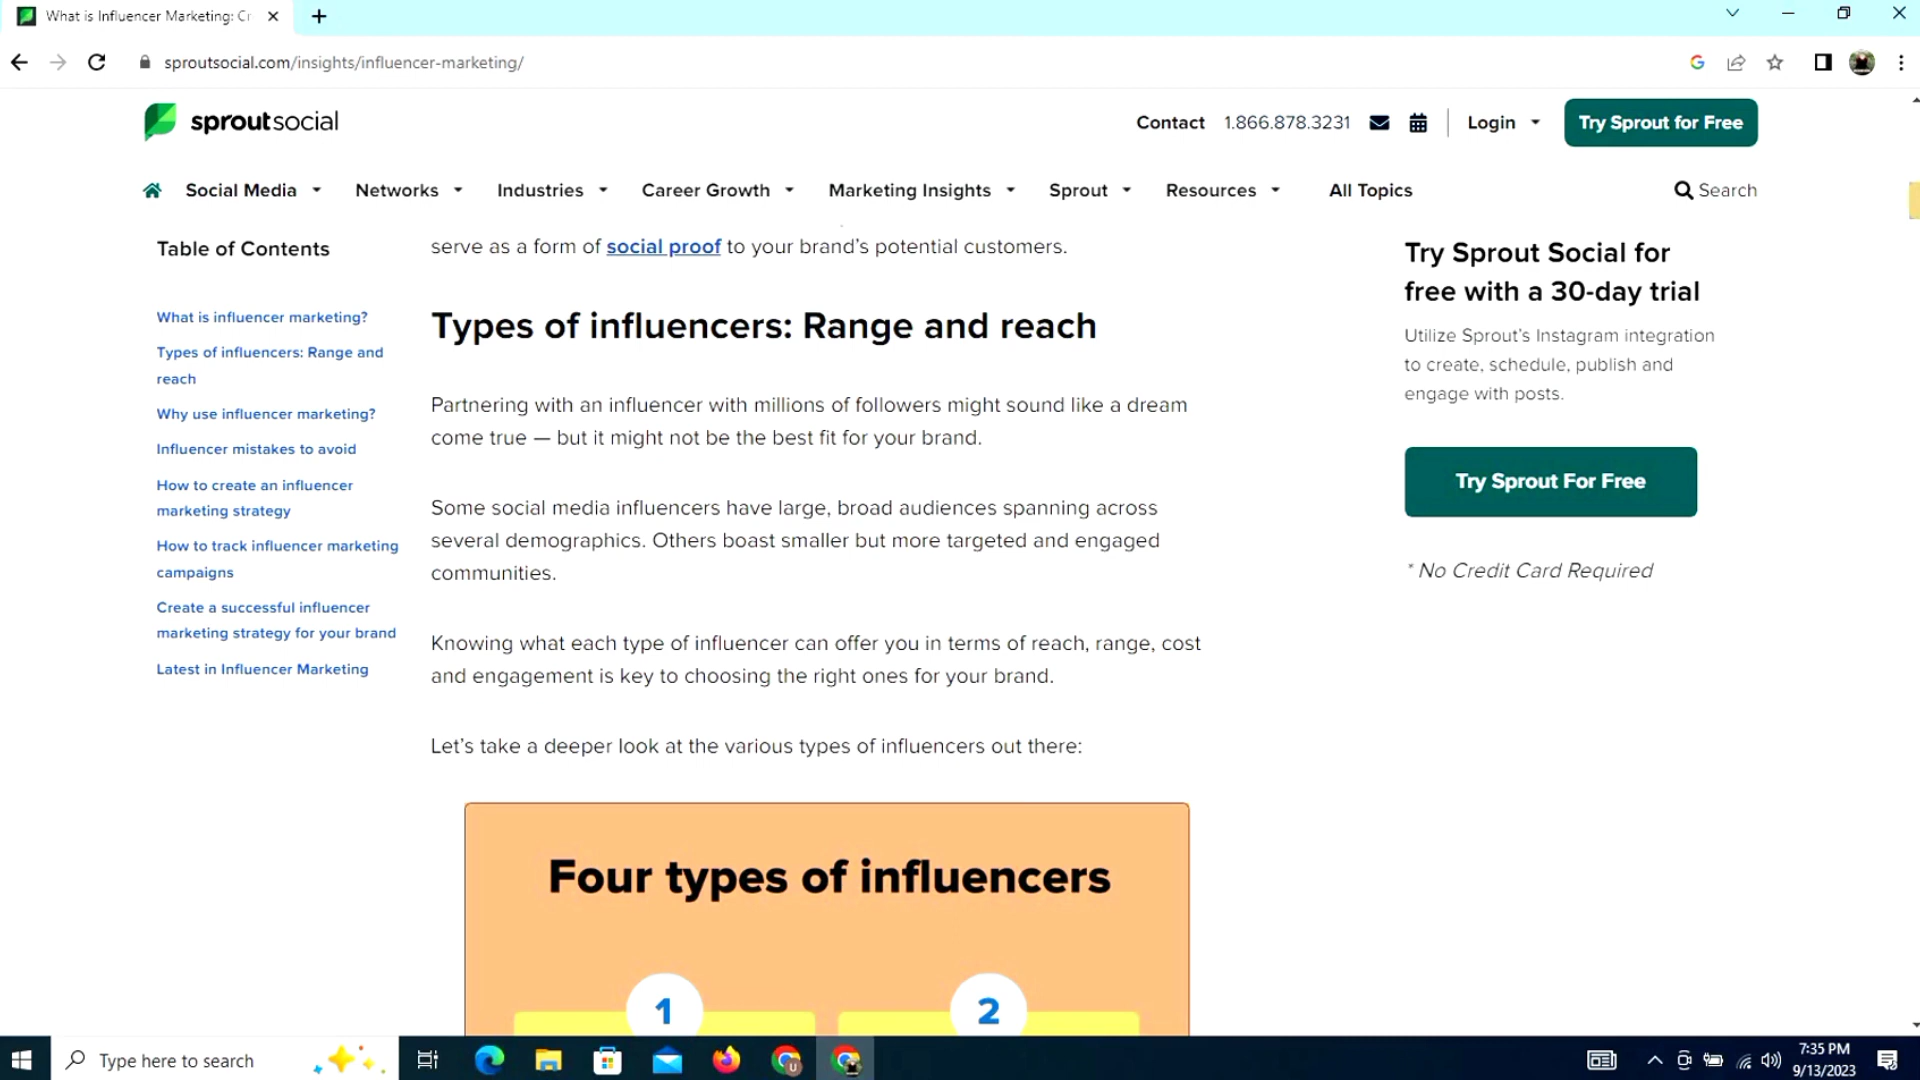 What is Influencer Marketing: Cr
sproutsocial.com/insights/influencer-marketing/
sproutsocial
Contact 1.866.878.3231 Login Try Sprout for Free
Social Media Networks Industries Career Growth Marketing Insights Sprout Resources All Topics Search
Table of Contents
What is influencer marketing?
Types of influencers: Range and
reach
Why use influencer marketing?
Influencer mistakes to avoid
How to create an influencer
marketing strategy
How to track influencer marketing
campaigns
Create a successful influencer
marketing strategy for your brand
Latest in Influencer Marketing
serve as a form of social proof to your brand’s potential customers.
Types of influencers: Range and reach
Partnering with an influencer with millions of followers might sound like a dream
come true — but it might not be the best fit for your brand.
Some social media influencers have large, broad audiences spanning across
several demographics. Others boast smaller but more targeted and engaged
communities.
Knowing what each type of influencer can offer you in terms of reach, range, cost
and engagement is key to choosing the right ones for your brand.
Let’s take a deeper look at the various types of influencers out there:
Four types of influencers
1 2
Try Sprout Social for
free with a 30-day trial
Utilize Sprout’s Instagram integration
to create, schedule, publish and
engage with posts.
Try Sprout For Free
* No Credit Card Required
Type here to search
7:35 PM
9/13/2023